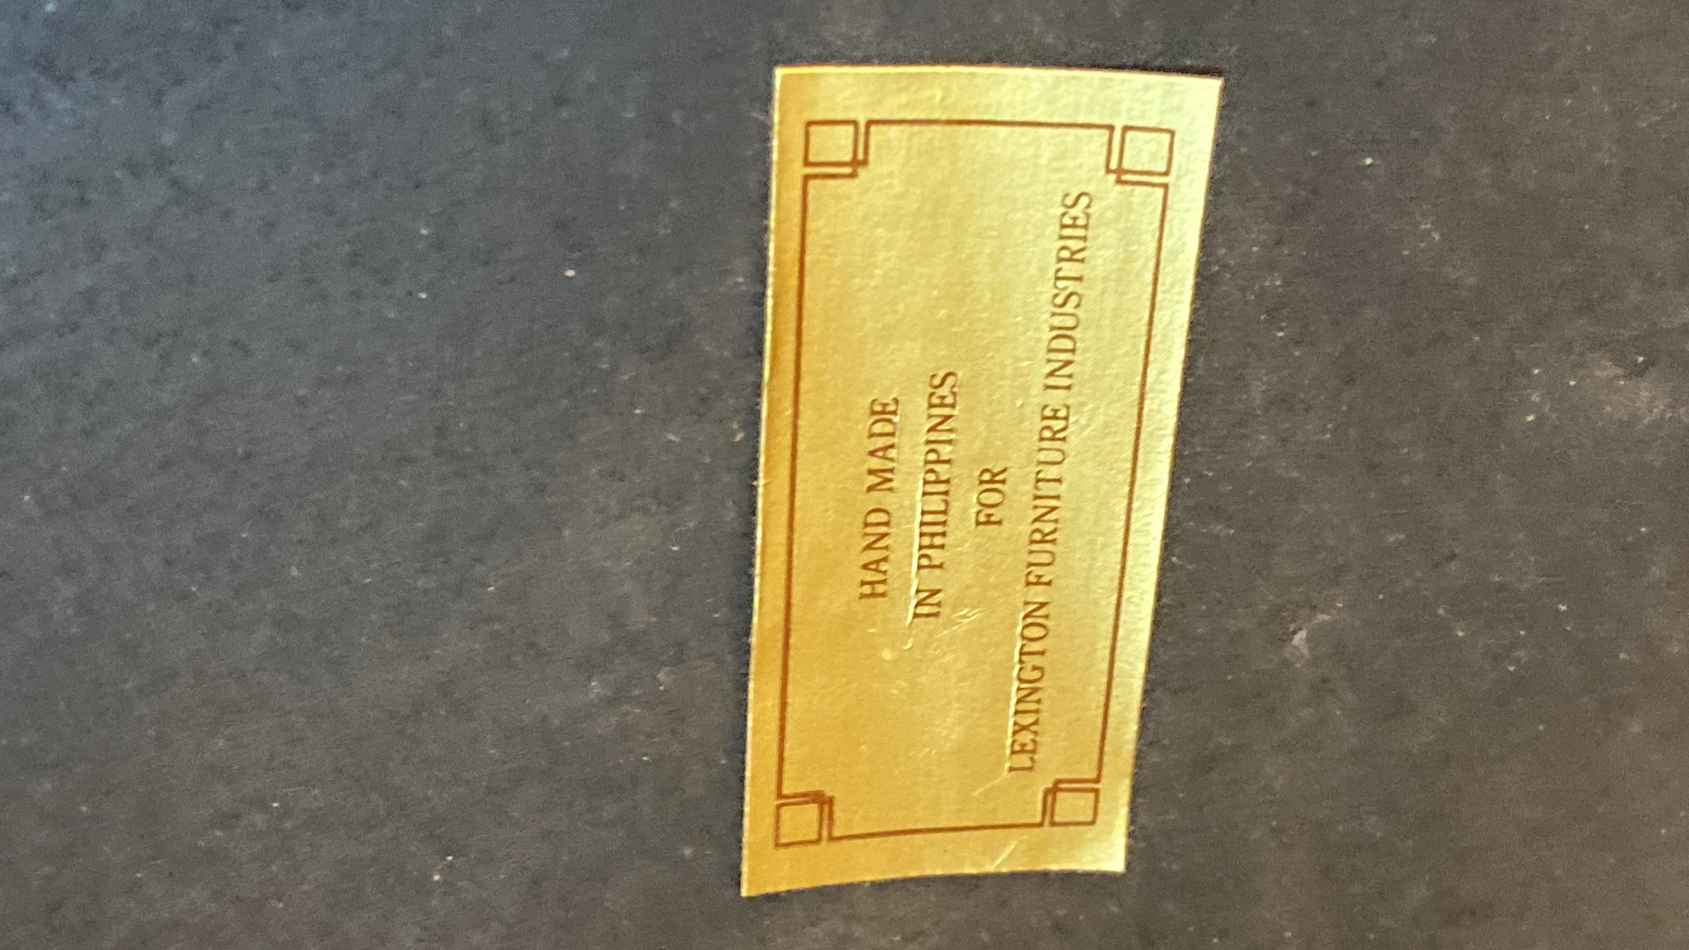 HAND MADE
IN PHILIPPINES
FOR
LEXINGTON FURNITURE INDUSTRIES